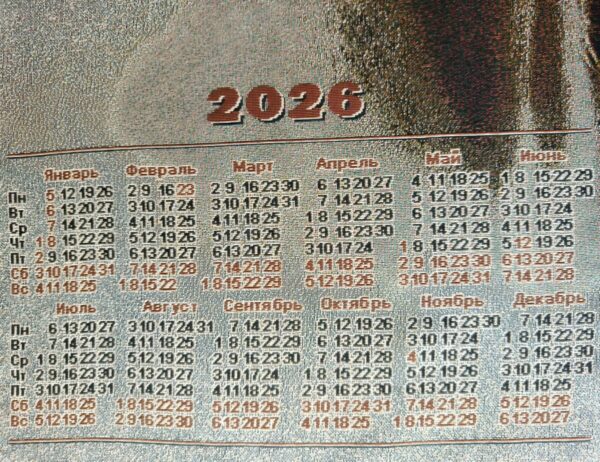 2026
Январь Февраль Март Апрель Май Июнь
Пн 5 12 19 26 2 9 16 23 2 9 16 23 30 6 13 20 27 4 11 18 25 1 8 15 22 29
Вт 6 13 20 27 3 10 17 24 3 10 17 24 31 7 14 21 28 5 12 19 26 2 9 16 23 30
Ср 7 14 21 28 4 11 18 25 4 11 18 25 1 8 15 22 29 6 13 20 27 3 10 17 24
Чт 1 8 15 22 29 5 12 19 26 5 12 19 26 2 9 16 23 30 7 14 21 28 4 11 18 25
Пт 2 9 16 23 30 6 13 20 27 6 13 20 27 3 10 17 24 1 8 15 22 29 5 12 19 26
Сб 3 10 17 24 31 7 14 21 28 7 14 21 28 4 11 18 25 2 9 16 23 30 6 13 20 27
Вс 4 11 18 25 1 8 15 22 1 8 15 22 29 5 12 19 26 3 10 17 24 31 7 14 21 28
Июль Август Сентябрь Октябрь Ноябрь Декабрь
Пн 6 13 20 27 3 10 17 24 31 7 14 21 28 5 12 19 26 2 9 16 23 30 7 14 21 28
Вт 7 14 21 28 4 11 18 25 1 8 15 22 29 6 13 20 27 3 10 17 24 1 8 15 22 29
Ср 1 8 15 22 29 5 12 19 26 2 9 16 23 30 7 14 21 28 4 11 18 25 2 9 16 23 30
Чт 2 9 16 23 30 6 13 20 27 3 10 17 24 1 8 15 22 29 5 12 19 26 3 10 17 24 31
Пт 3 10 17 24 31 7 14 21 28 4 11 18 25 2 9 16 23 30 6 13 20 27 4 11 18 25
Сб 4 11 18 25 1 8 15 22 29 5 12 19 26 3 10 17 24 31 7 14 21 28 5 12 19 26
Вс 5 12 19 26 2 9 16 23 30 6 13 20 27 4 11 18 25 1 8 15 22 29 6 13 20 27